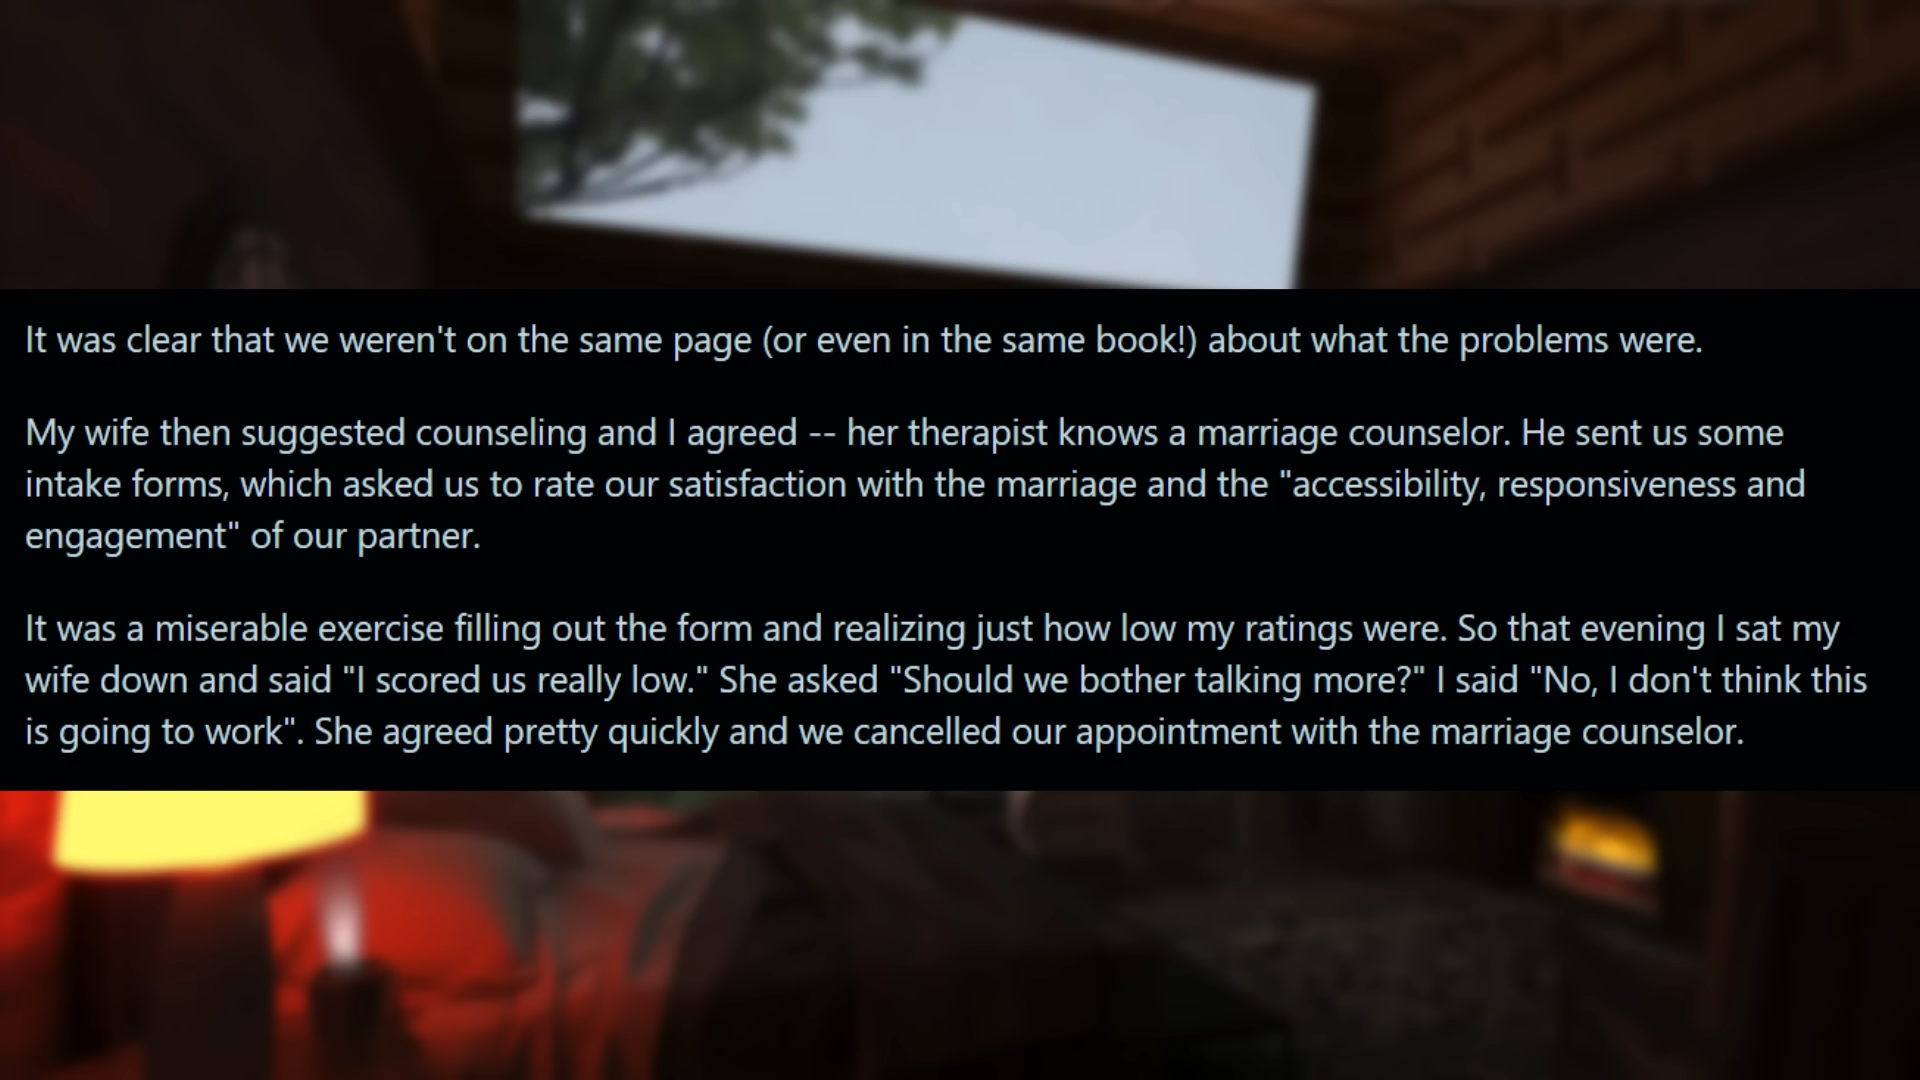 It was clear that we weren't on the same page (or even in the same book!) about what the problems were.
My wife then suggested counseling and I agreed -- her therapist knows a marriage counselor. He sent us some
intake forms, which asked us to rate our satisfaction with the marriage and the "accessibility, responsiveness and
engagement" of our partner.
It was a miserable exercise filling out the form and realizing just how low my ratings were. So that evening I sat my
wife down and said "I scored us really low." She asked "Should we bother talking more?" I said "No, I don't think this
is going to work". She agreed pretty quickly and we cancelled our appointment with the marriage counselor.